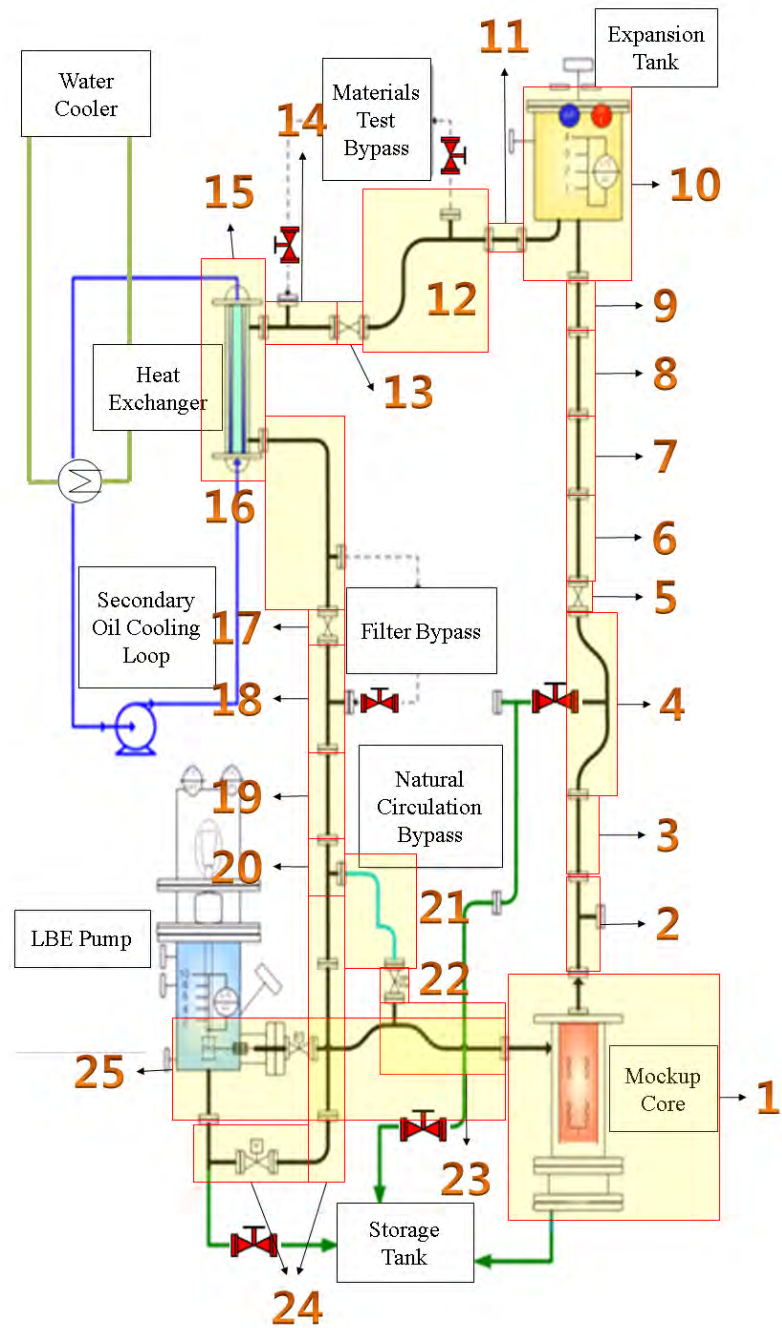 11
Expansion
Tank
Water
Cooler
Materials
Test
Bypass
14
15
10
12
9
13
8
Heat
Exchanger
7
16
6
5
Secondary
Oil Cooling
Loop
17
Filter Bypass
18
4
Natural
Circulation
Bypass
19
3
20
21
2
LBE Pump
22
25
Mockup
Core
1
23
Storage
Tank
24